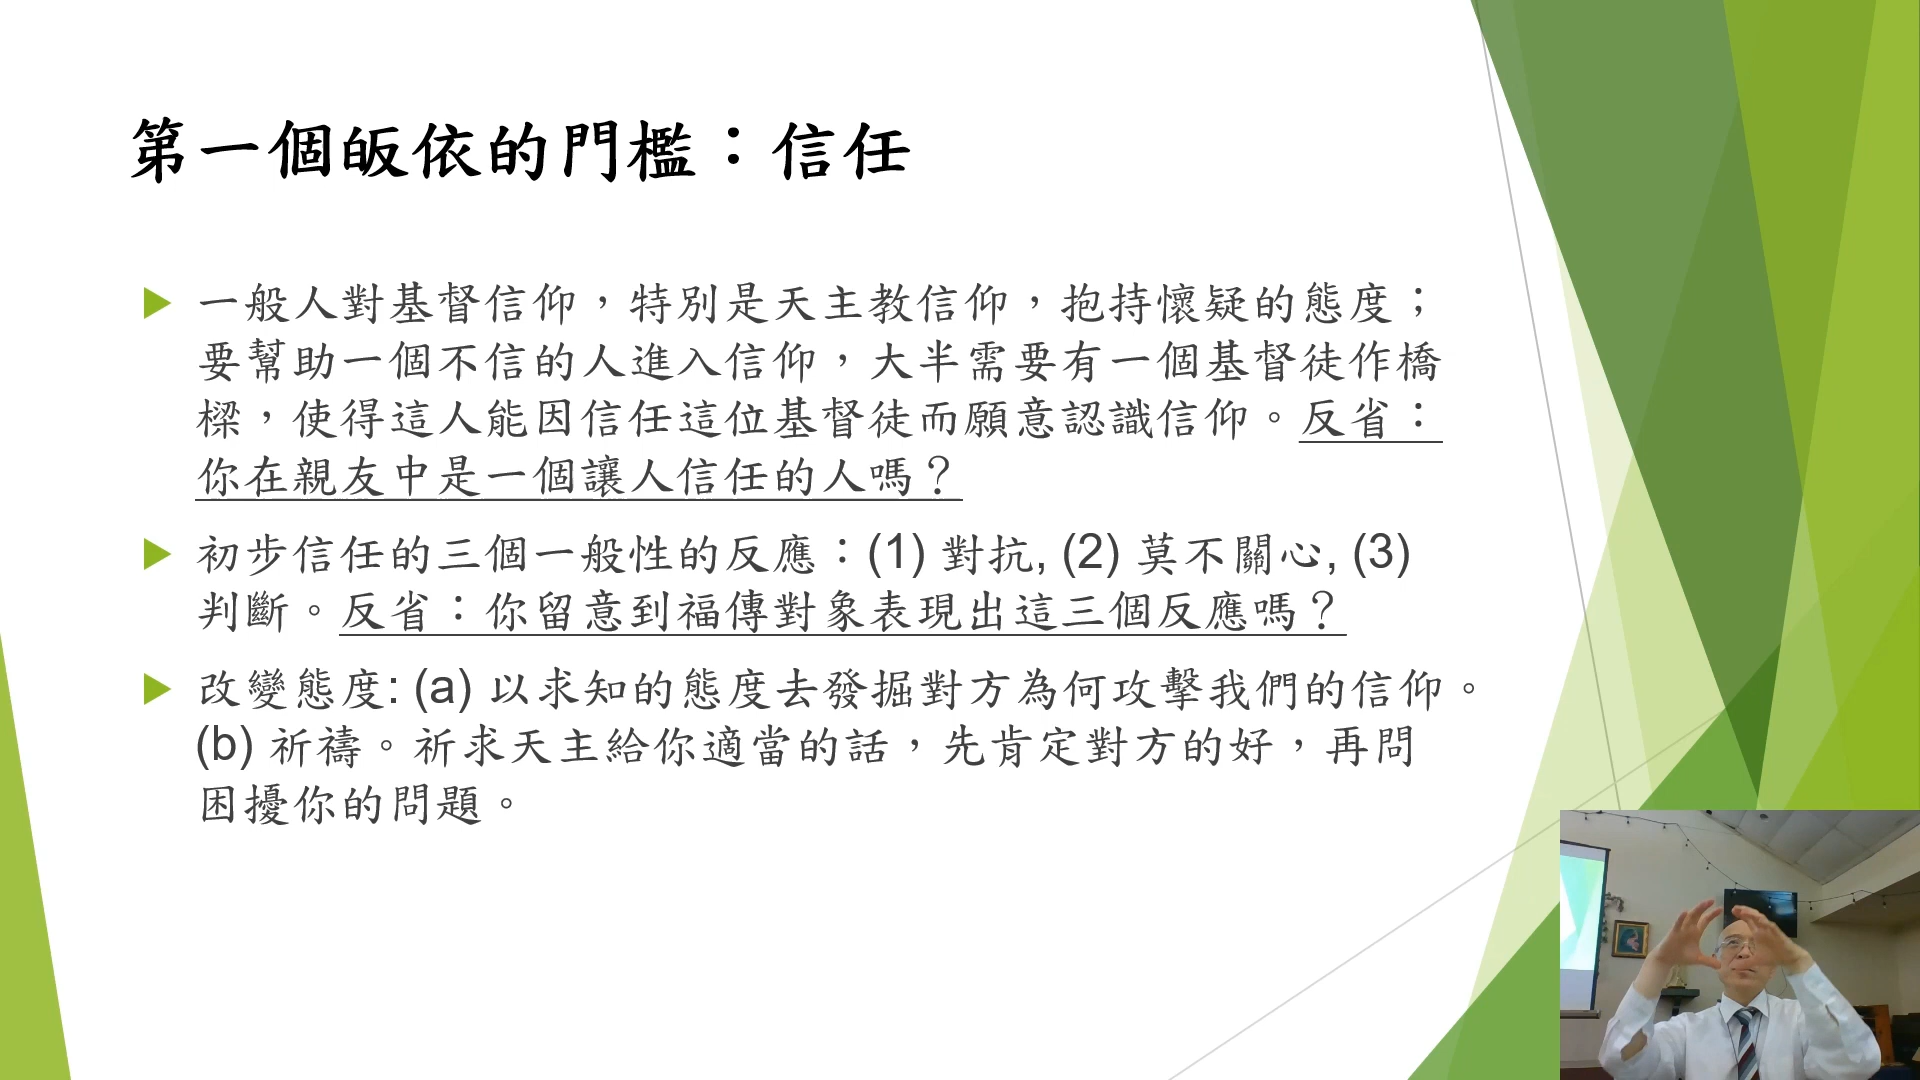 第一個皈依的門檻：信任
一般人對基督信仰，特別是天主教信仰，抱持懷疑的態度；
要幫助一個不信的人進入信仰，大半需要有一個基督徒作橋
樑，使得這人能因信任這位基督徒而願意認識信仰。反省：
你在親友中是一個讓人信任的人嗎？
初步信任的三個一般性的反應：(1) 對抗, (2) 莫不關心, (3)
判斷。反省：你留意到福傳對象表現出這三個反應嗎？
改變態度: (a) 以求知的態度去發掘對方為何攻擊我們的信仰。
(b) 祈禱。祈求天主給你適當的話，先肯定對方的好，再問
困擾你的問題。